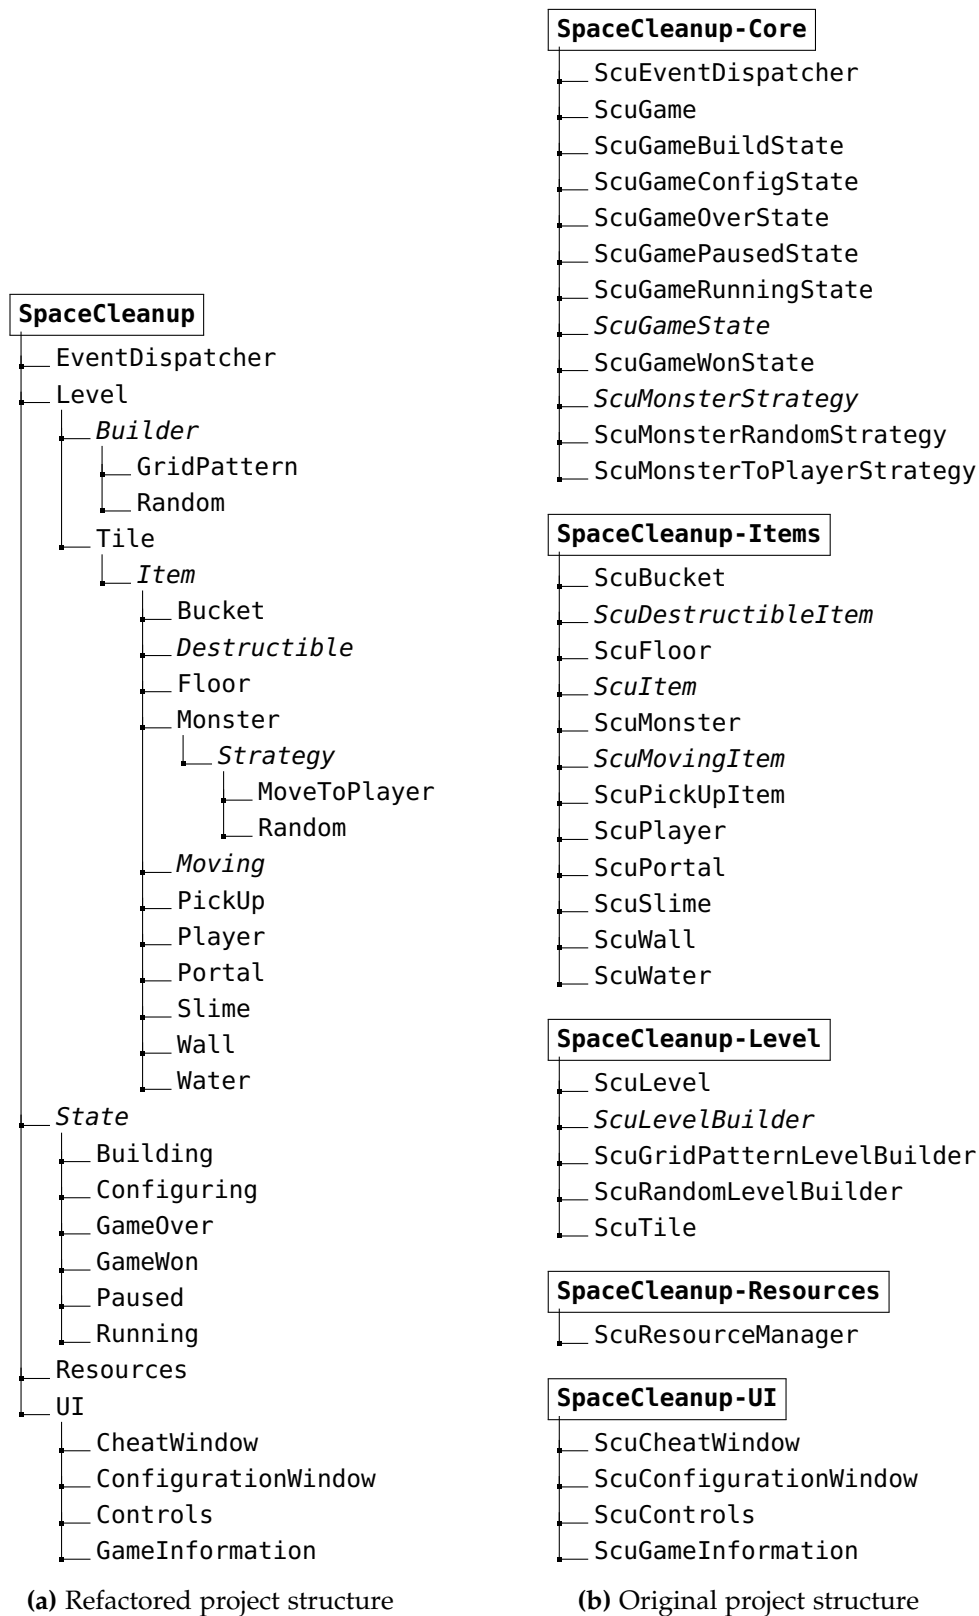 SpaceCleanup
EventDispatcher
Level
Builder
GridPattern
Random
Tile
Item
Bucket
Destructible
Floor
Monster
Strategy
MoveToPlayer
Random
Moving
PickUp
Player
Portal
Slime
Wall
Water
State
Building
Configuring
GameOver
GameWon
Paused
Running
Resources
UI
CheatWindow
ConfigurationWindow
Controls
GameInformation
(a) Refactored project structure
SpaceCleanup-Core
ScuEventDispatcher
ScuGame
ScuGameBuildState
ScuGameConfigState
ScuGameOverState
ScuGamePausedState
ScuGameRunningState
ScuGameState
ScuGameWonState
ScuMonsterStrategy
ScuMonsterRandomStrategy
ScuMonsterToPlayerStrategy
SpaceCleanup-Items
ScuBucket
ScuDestructibleItem
ScuFloor
ScuItem
ScuMonster
ScuMovingItem
ScuPickUpItem
ScuPlayer
ScuPortal
ScuSlime
ScuWall
ScuWater
SpaceCleanup-Level
ScuLevel
ScuLevelBuilder
ScuGridPatternLevelBuilder
ScuRandomLevelBuilder
ScuTile
SpaceCleanup-Resources
ScuResourceManager
SpaceCleanup-UI
ScuCheatWindow
ScuConfigurationWindow
ScuControls
ScuGameInformation
(b) Original project structure